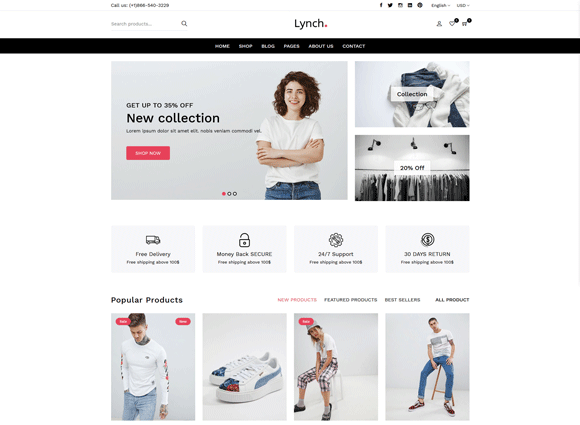 Call us: (+1)866-540-3229
English
USD
Search products...
Lynch.
HOME SHOP BLOG PAGES ABOUT US CONTACT
GET UP TO 35% OFF
New collection
Lorem ipsum dolor sit amet elit. nobis veniam commodi vel.
SHOP NOW
Collection
20% Off
Free Delivery
Free shipping above 100$
Money Back SECURE
Free shipping above 100$
24/7 Support
Free shipping above 100$
30 DAYS RETURN
Free shipping above 100$
Popular Products
NEW PRODUCTS FEATURED PRODUCTS BEST SELLERS ALL PRODUCT
Sale
New
Sale